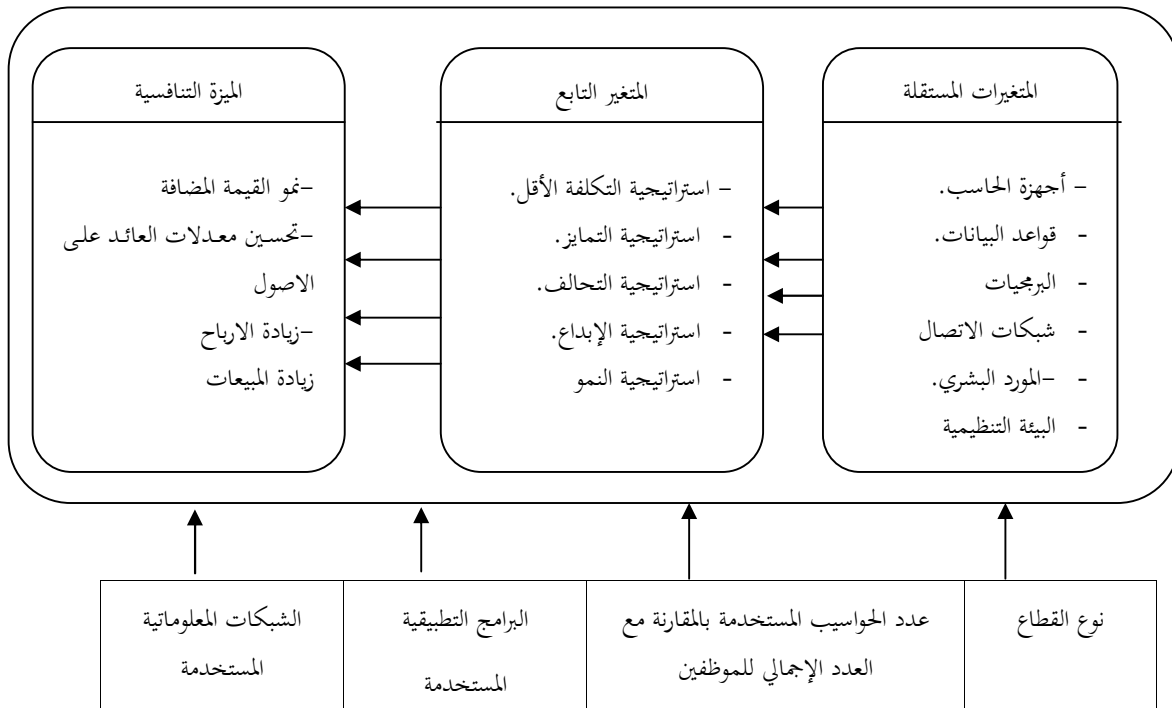 المتغيرات المستقلة
– أجهزة الحاسب.
- قواعد البيانات.
- البرمجيات
- شبكات الاتصال
- –المورد البشري.
- البيئة التنظيمية
المتغير التابع
– استراتيجية التكلفة الأقل.
- استراتيجية التمايز.
- استراتيجية التحالف.
- استراتيجية الإبداع.
- استراتيجية النمو
الميزة التنافسية
–نمو القيمة المضافة
–تحسين معدلات العائد على
الاصول
–زيادة الارباح
زيادة المبيعات
نوع القطاع
عدد الحواسيب المستخدمة بالمقارنة مع
العدد الإجمالي للموظفين
البرامج التطبيقية
المستخدمة
الشبكات المعلوماتية
المستخدمة